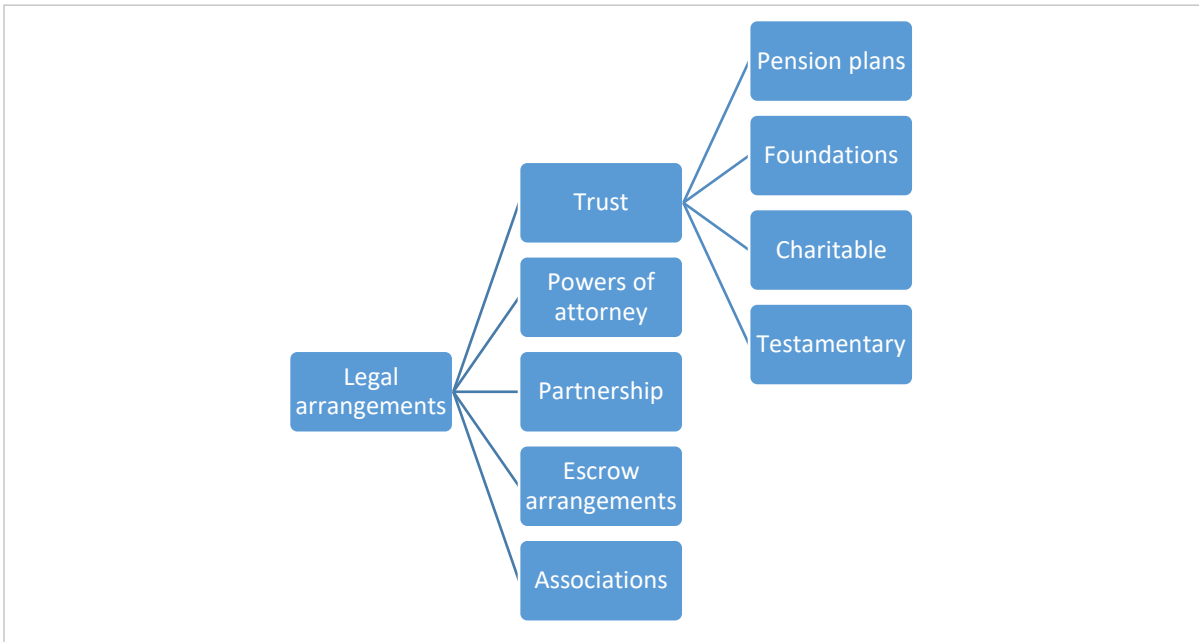 Legal
arrangements
Trust
Powers of
attorney
Partnership
Escrow
arrangements
Associations
Pension plans
Foundations
Charitable
Testamentary